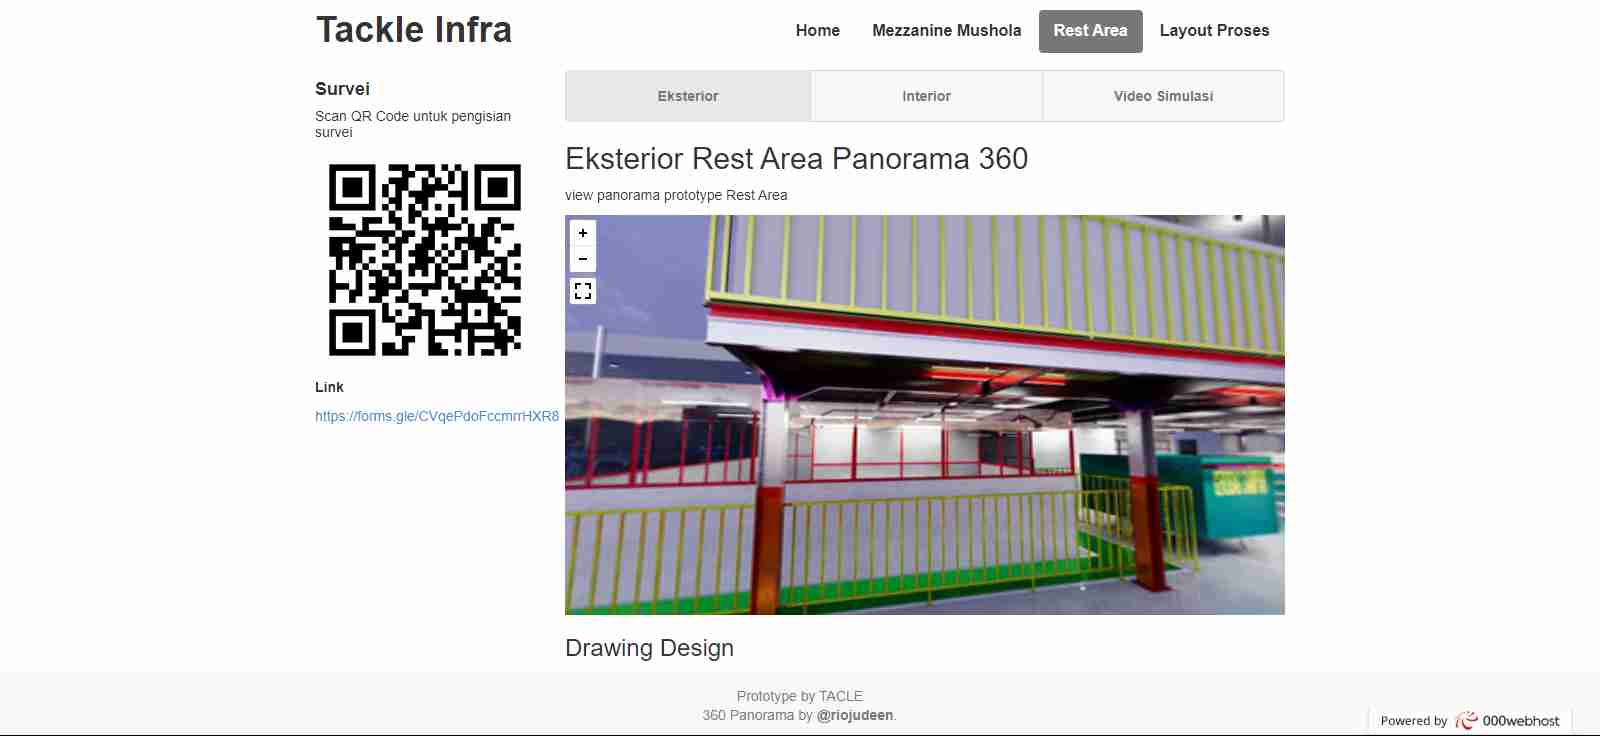 Tackle Infra
Home
Mezzanine Mushola
Rest Area
Layout Proses
Survei
Scan QR Code untuk pengisian
survei
Link
https://forms.gle/CVqePdoFccmrrHXR8
Eksterior
Interior
Video Simulasi
Eksterior Rest Area Panorama 360
view panorama prototype Rest Area
+
−
Drawing Design
Prototype by TACLE
360 Panorama by @riojudeen.
Powered by 000webhost